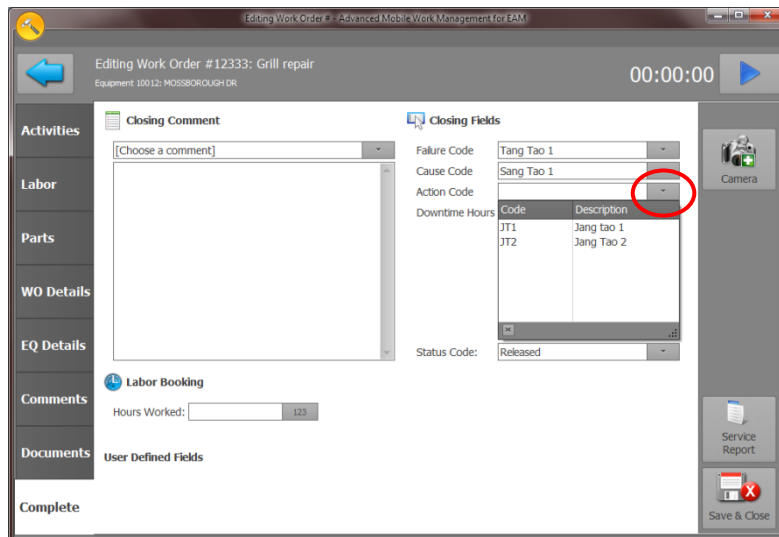 Editing Work Order # - Advanced Mobile Work Management for EAM
Editing Work Order #12333: Grill repair
Equipment 10012: MOSSBOROUGH DR
00:00:00
Activities
Labor
Parts
WO Details
EQ Details
Comments
Documents
Complete
Closing Comment
[Choose a comment]
Labor Booking
Hours Worked:
123
User Defined Fields
Closing Fields
Failure Code Tang Tao 1
Cause Code Sang Tao 1
Action Code
Downtime Hours
Code Description
JT1 Jang tao 1
JT2 Jang Tao 2
Status Code: Released
Camera
Service
Report
Save & Close